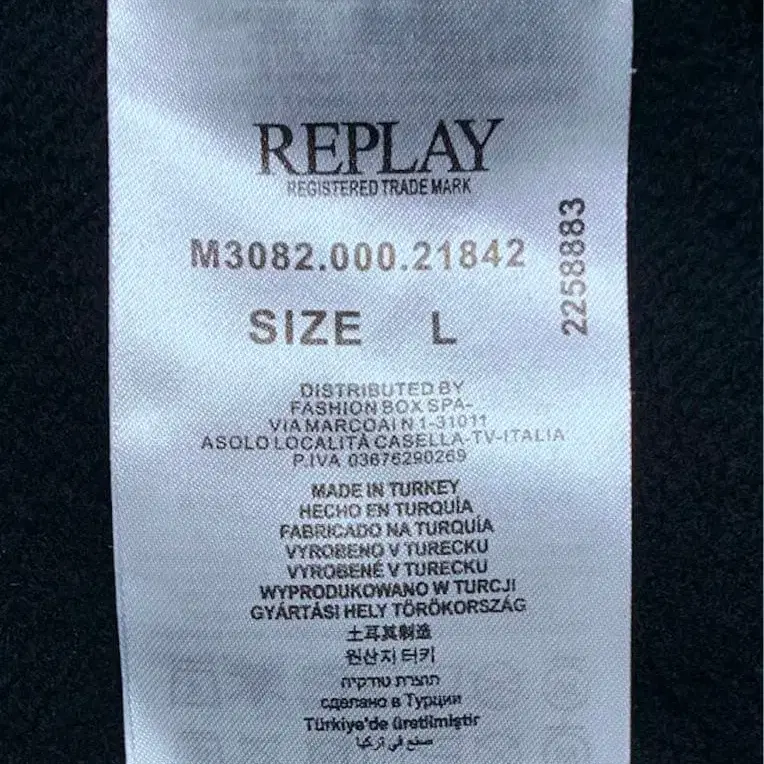 REPLAY
REGISTERED TRADE MARK
M3082.000.21842
2258883
SIZE L
DISTRIBUTED BY
FASHION BOX SPA-
VIA MARCOAI N 1-31011
ASOLO LOCALITÀ CASELLA-TV-ITALIA
P.IVA 03676290269
MADE IN TURKEY
HECHO EN TURQUÍA
FABRICADO NA TURQUÍA
VYROBENO V TURECKU
VYROBENÉ V TURECKU
WYPRODUKOWANO W TURCJI
GYÁRTÁSI HELY TÖRÖKORSZÁG
土耳其制造
원산지 터키
תוצרת טורקיה
сделано в Турции
Türkiye'de üretilmiştir
صنع في تركيا